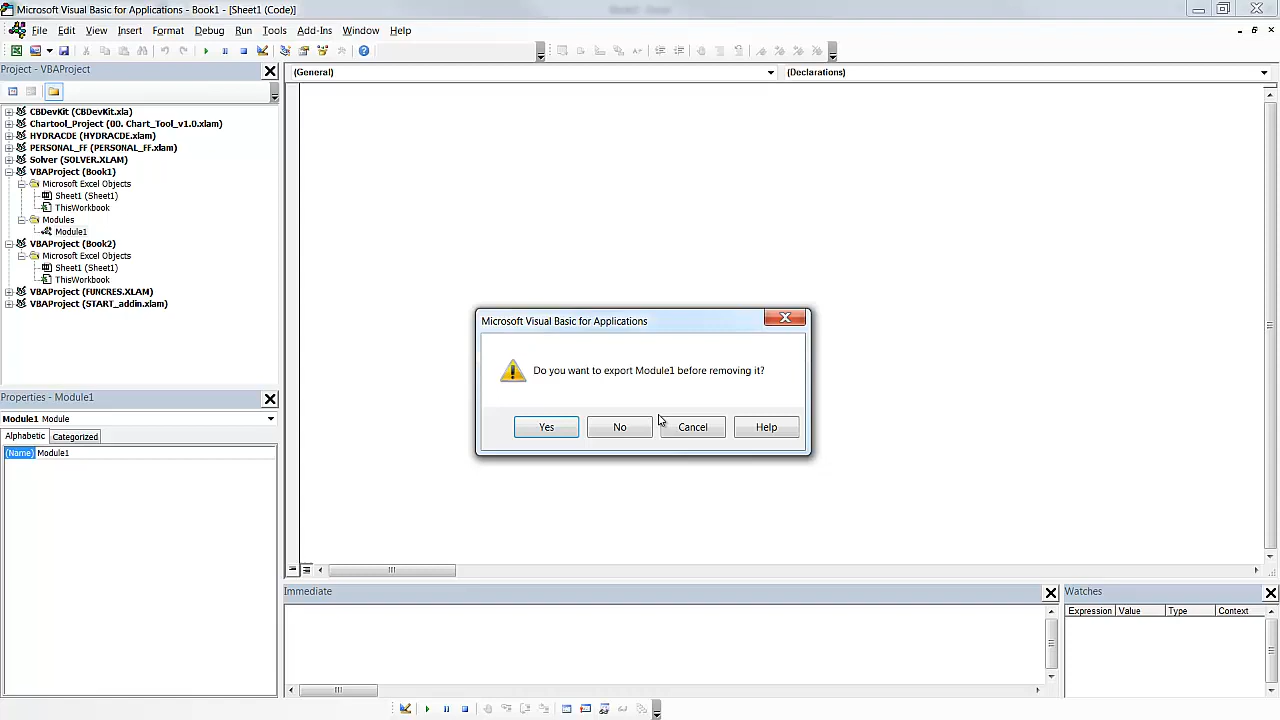 Microsoft Visual Basic for Applications - Book1 - [Sheet1 (Code)]
File Edit View Insert Format Debug Run Tools Add-Ins Window Help
Project - VBAProject
(General)
(Declarations)
CBDevKit (CBDevKit.xla)
Chartool_Project (00. Chart_Tool_v1.0.xlam)
HYDRACDE (HYDRACDE.xlam)
PERSONAL_FF (PERSONAL_FF.xlam)
Solver (SOLVER.XLAM)
VBAProject (Book1)
Microsoft Excel Objects
Sheet1 (Sheet1)
ThisWorkbook
Modules
Module1
VBAProject (Book2)
Microsoft Excel Objects
Sheet1 (Sheet1)
ThisWorkbook
VBAProject (FUNCRES.XLAM)
VBAProject (START_addin.xlam)
Microsoft Visual Basic for Applications
Do you want to export Module1 before removing it?
Yes No Cancel Help
Properties - Module1
Module1 Module
Alphabetic Categorized
(Name) Module1
Immediate
Watches
Expression Value Type Context